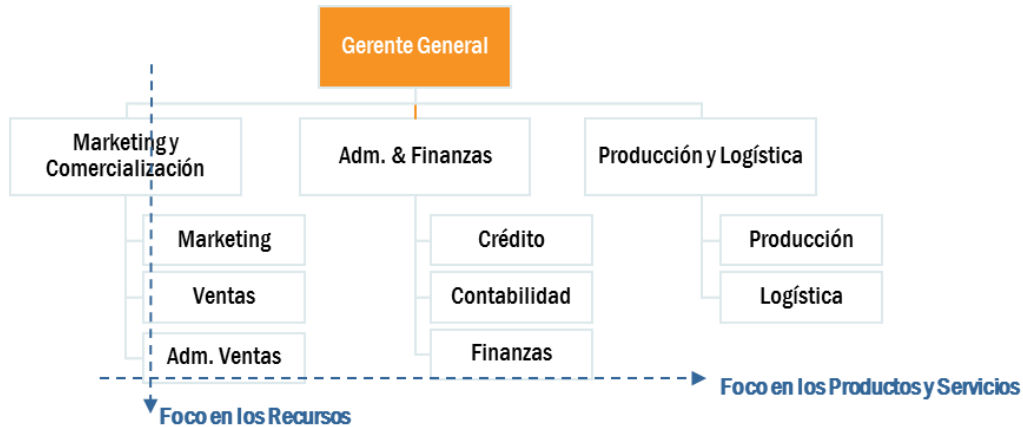 Gerente General
Marketing y
Comercialización
Adm. & Finanzas
Producción y Logística
Marketing
Crédito
Producción
Ventas
Contabilidad
Logística
Adm. Ventas
Finanzas
Foco en los Productos y Servicios
Foco en los Recursos